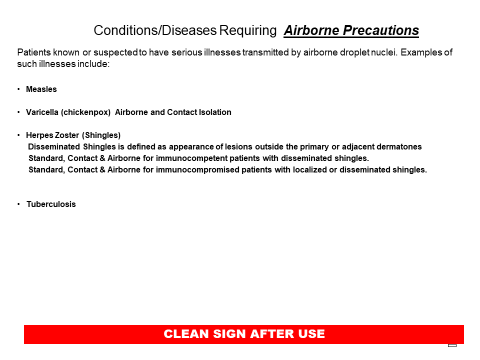 Conditions/Diseases Requiring Airborne Precautions
Patients known or suspected to have serious illnesses transmitted by airborne droplet nuclei. Examples of
such illnesses include:
• Measles
• Varicella (chickenpox) Airborne and Contact Isolation
• Herpes Zoster (Shingles)
Disseminated Shingles is defined as appearance of lesions outside the primary or adjacent dermatones
Standard, Contact & Airborne for immunocompetent patients with disseminated shingles.
Standard, Contact & Airborne for immunocompromised patients with localized or disseminated shingles.
• Tuberculosis
CLEAN SIGN AFTER USE